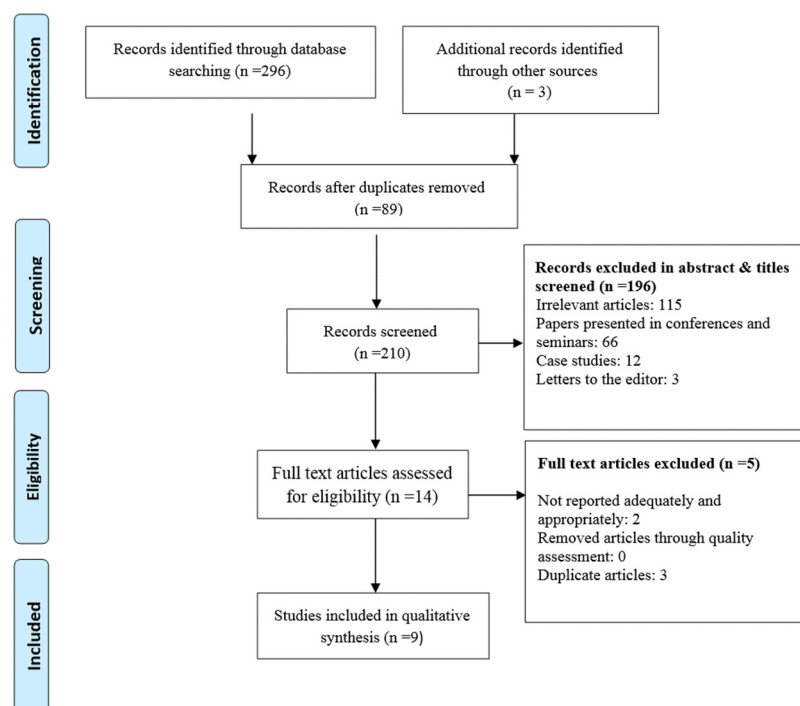 Identification
Records identified through database
searching (n =296)
Additional records identified
through other sources
(n = 3)
Records after duplicates removed
(n =89)
Screening
Records screened
(n =210)
Records excluded in abstract & titles
screened (n =196)
Irrelevant articles: 115
Papers presented in conferences and
seminars: 66
Case studies: 12
Letters to the editor: 3
Eligibility
Full text articles assessed
for eligibility (n =14)
Full text articles excluded (n =5)
Not reported adequately and
appropriately: 2
Removed articles through quality
assessment: 0
Duplicate articles: 3
Included
Studies included in qualitative
synthesis (n =9)